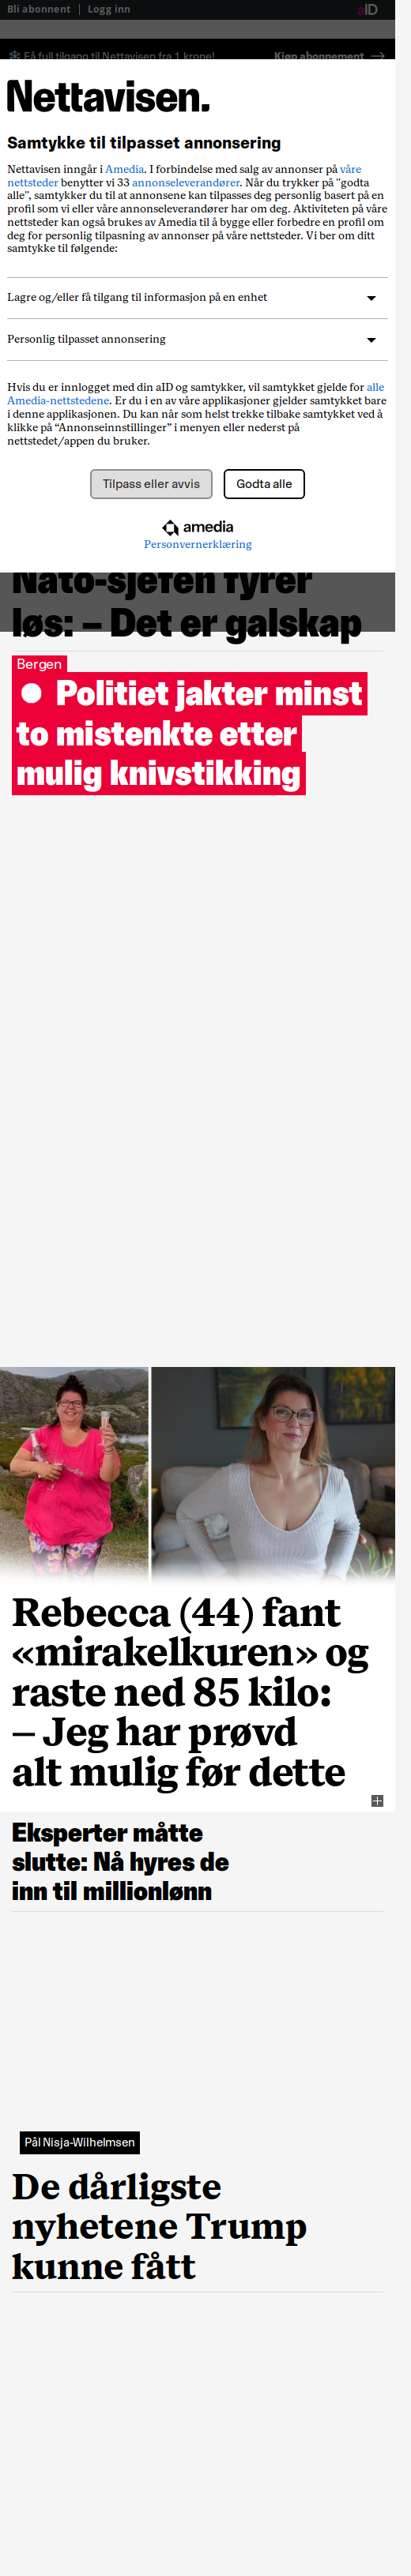 Bli abonnent | Logg inn aID
Få full tilgang til Nettavisen fra 1 krone! Kjøp abonnement
Nettavisen.
Samtykke til tilpasset annonsering
Nettavisen inngår i Amedia. I forbindelse med salg av annonser på våre
nettsteder benytter vi 33 annonseleverandører. Når du trykker på "godta
alle", samtykker du til at annonsene kan tilpasses deg personlig basert på en
profil som vi eller våre annonseleverandører har om deg. Aktiviteten på våre
nettsteder kan også brukes av Amedia til å bygge eller forbedre en profil om
deg for personlig tilpasning av annonser på våre nettsteder. Vi ber om ditt
samtykke til følgende:
Lagre og/eller få tilgang til informasjon på en enhet
Personlig tilpasset annonsering
Hvis du er innlogget med din aID og samtykker, vil samtykket gjelde for alle
Amedia-nettstedene. Er du i en av våre applikasjoner gjelder samtykket bare
i denne applikasjonen. Du kan når som helst trekke tilbake samtykket ved å
klikke på “Annonseinnstillinger” i menyen eller nederst på
nettstedet/appen du bruker.
Tilpass eller avvis Godta alle
amedia
Personvernerklæring
Nato-sjefen fyrer
løs: – Det er galskap
Bergen
Politiet jakter minst
to mistenkte etter
mulig knivstikking
Rebecca (44) fant
«mirakelkuren» og
raste ned 85 kilo:
– Jeg har prøvd
alt mulig før dette
Eksperter måtte
slutte: Nå hyres de
inn til millionlønn
Pål Nisja-Wilhelmsen
De dårligste
nyhetene Trump
kunne fått